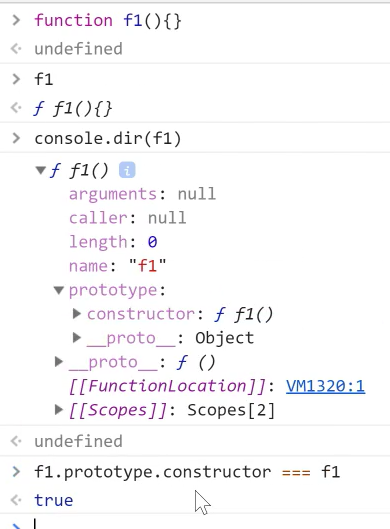 > function f1(){}
<· undefined
> f1
<· ƒ f1(){}
> console.dir(f1)
▼ƒ f1() i
arguments: null
caller: null
length: 0
name: "f1"
▼prototype:
▶constructor: ƒ f1()
▶__proto__: Object
▶__proto__: ƒ ()
[[FunctionLocation]]: VM1320:1
▶[[Scopes]]: Scopes[2]
<· undefined
> f1.prototype.constructor === f1
<· true
>